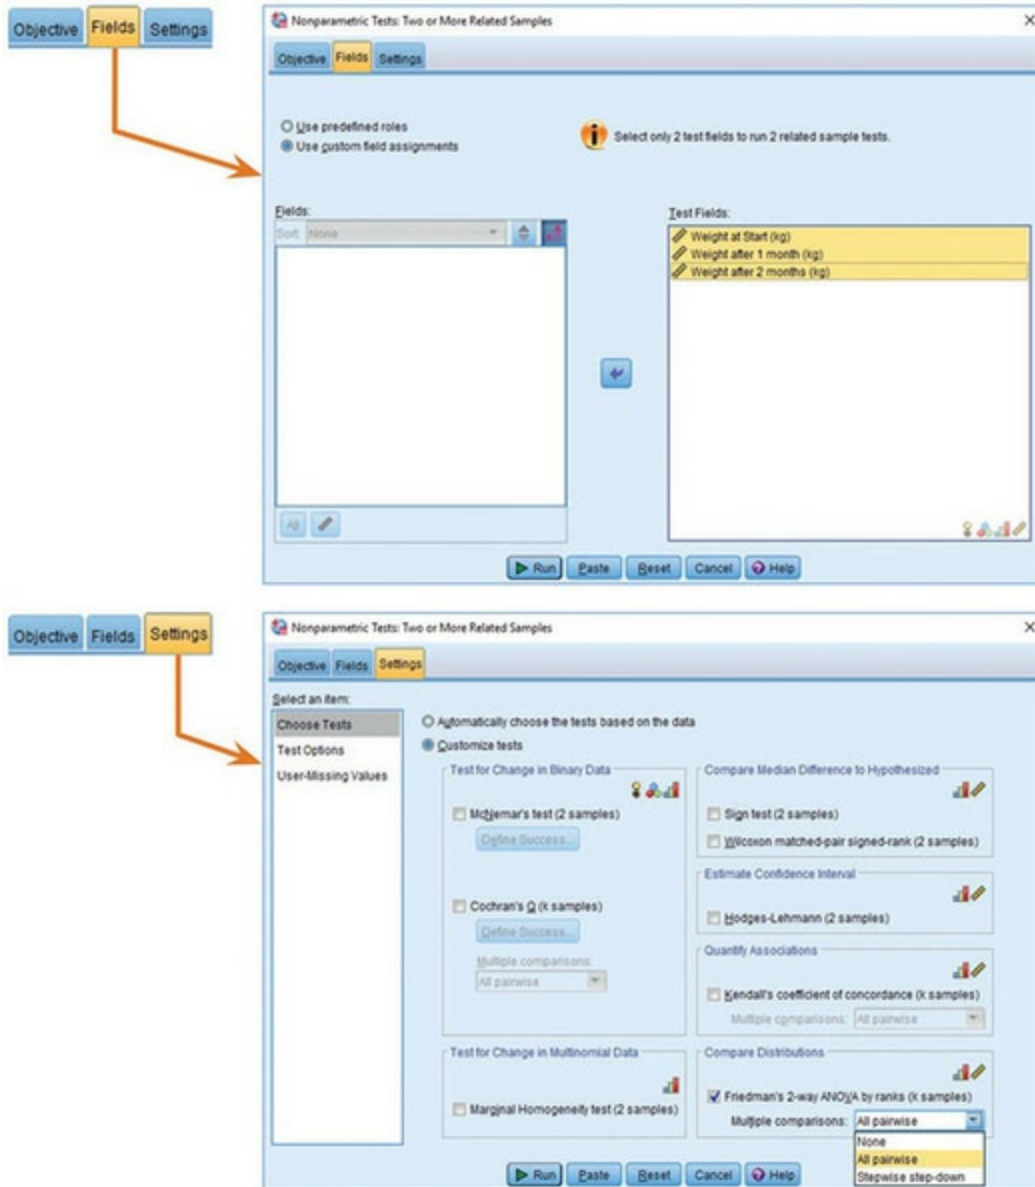 Objective Fields Settings
Nonparametric Tests: Two or More Related Samples
Objective Fields Settings
Use predefined roles
Use custom field assignments
Select only 2 test fields to run 2 related sample tests.
Fields:
Sort: None
Test Fields:
Weight at Start (kg)
Weight after 1 month (kg)
Weight after 2 months (kg)
All
Run Paste Reset Cancel Help
Objective Fields Settings
Nonparametric Tests: Two or More Related Samples
Objective Fields Settings
Select an item:
Choose Tests
Test Options
User-Missing Values
Automatically choose the tests based on the data
Customize tests
Test for Change in Binary Data
McNemar's test (2 samples)
Define Success...
Cochran's Q (k samples)
Define Success...
Multiple comparisons:
All pairwise
Test for Change in Multinomial Data
Marginal Homogeneity test (2 samples)
Compare Median Difference to Hypothesized
Sign test (2 samples)
Wilcoxon matched-pair signed-rank (2 samples)
Estimate Confidence Interval
Hodges-Lehmann (2 samples)
Quantify Associations
Kendall's coefficient of concordance (k samples)
Multiple comparisons: All pairwise
Compare Distributions
Friedman's 2-way ANOVA by ranks (k samples)
Multiple comparisons: All pairwise
None
All pairwise
Stepwise step-down
Run Paste Reset Cancel Help